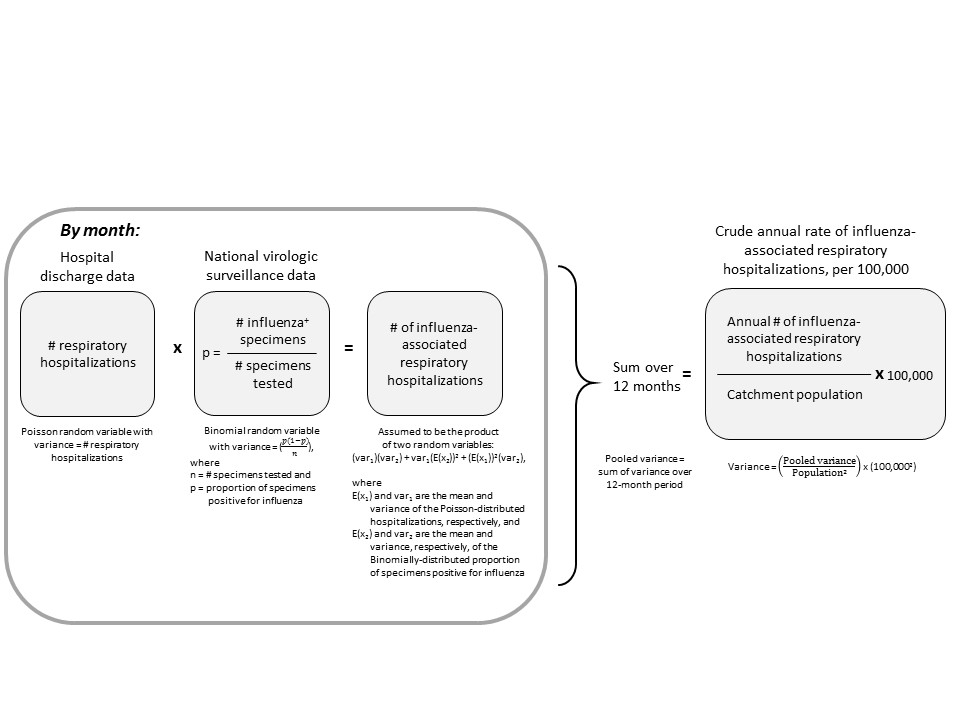 By month:
Hospital
discharge data
# respiratory
hospitalizations
Poisson random variable with
variance = # respiratory
hospitalizations
x
National virologic
surveillance data
p =
# influenza⁺
specimens
# specimens
tested
Binomial random variable
with variance = (p(1−p)/n),
where
n = # specimens tested and
p = proportion of specimens
positive for influenza
=
# of influenza-
associated
respiratory
hospitalizations
Assumed to be the product
of two random variables:
(var₁)(var₂) + var₁(E(x₂))² + (E(x₁))²(var₂),
where
E(x₁) and var₁ are the mean and
variance of the Poisson-distributed
hospitalizations, respectively, and
E(x₂) and var₂ are the mean and
variance, respectively, of the
Binomially-distributed proportion
of specimens positive for influenza
Sum over
12 months
=
Pooled variance =
sum of variance over
12-month period
Crude annual rate of influenza-
associated respiratory
hospitalizations, per 100,000
Annual # of influenza-
associated respiratory
hospitalizations
Catchment population
x 100,000
Variance = (Pooled variance/Population²) x (100,000²)